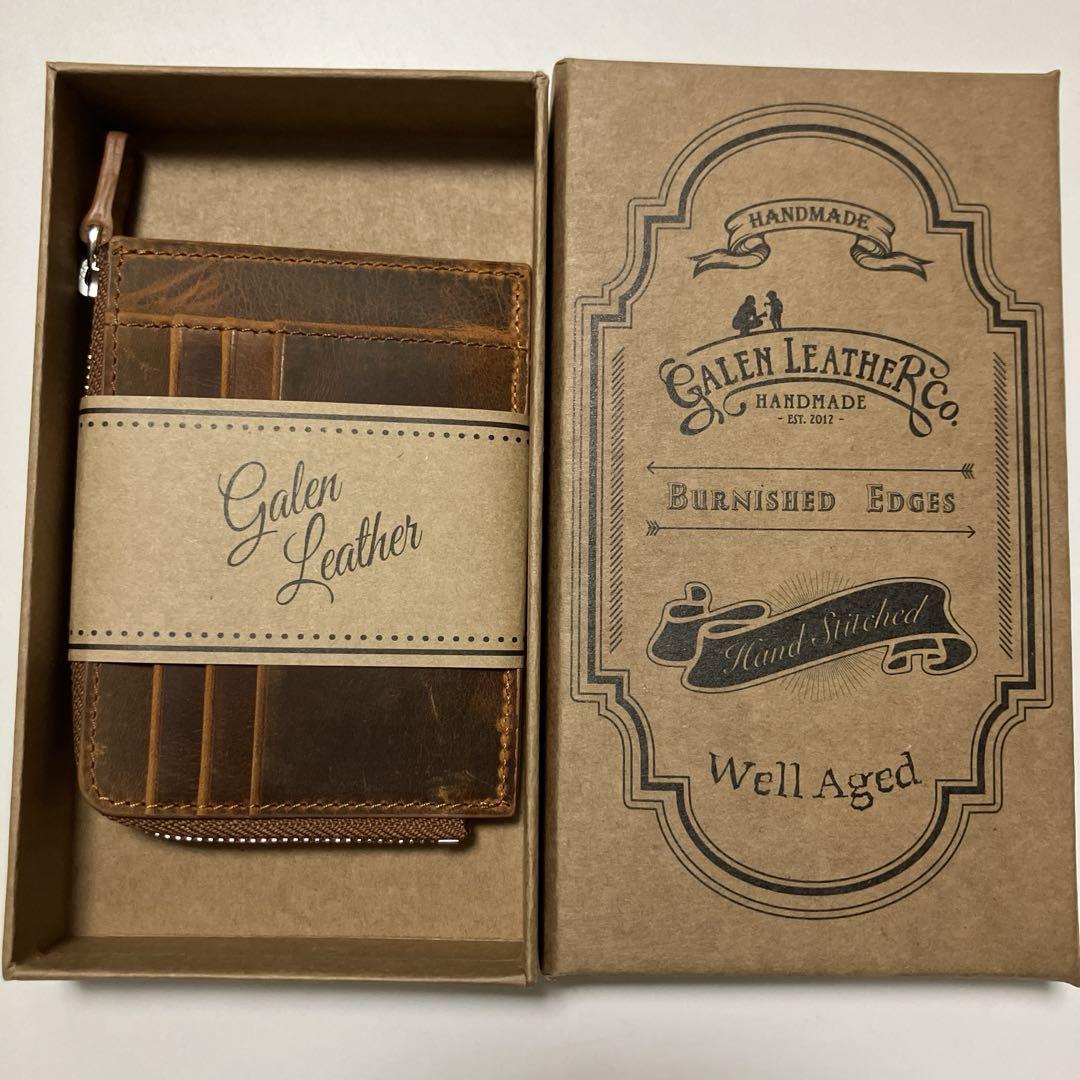 Galen
Leather
HANDMADE
GALEN LEATHER Co.
HANDMADE
- EST. 2012 -
BURNISHED EDGES
Hand Stitched
Well Aged